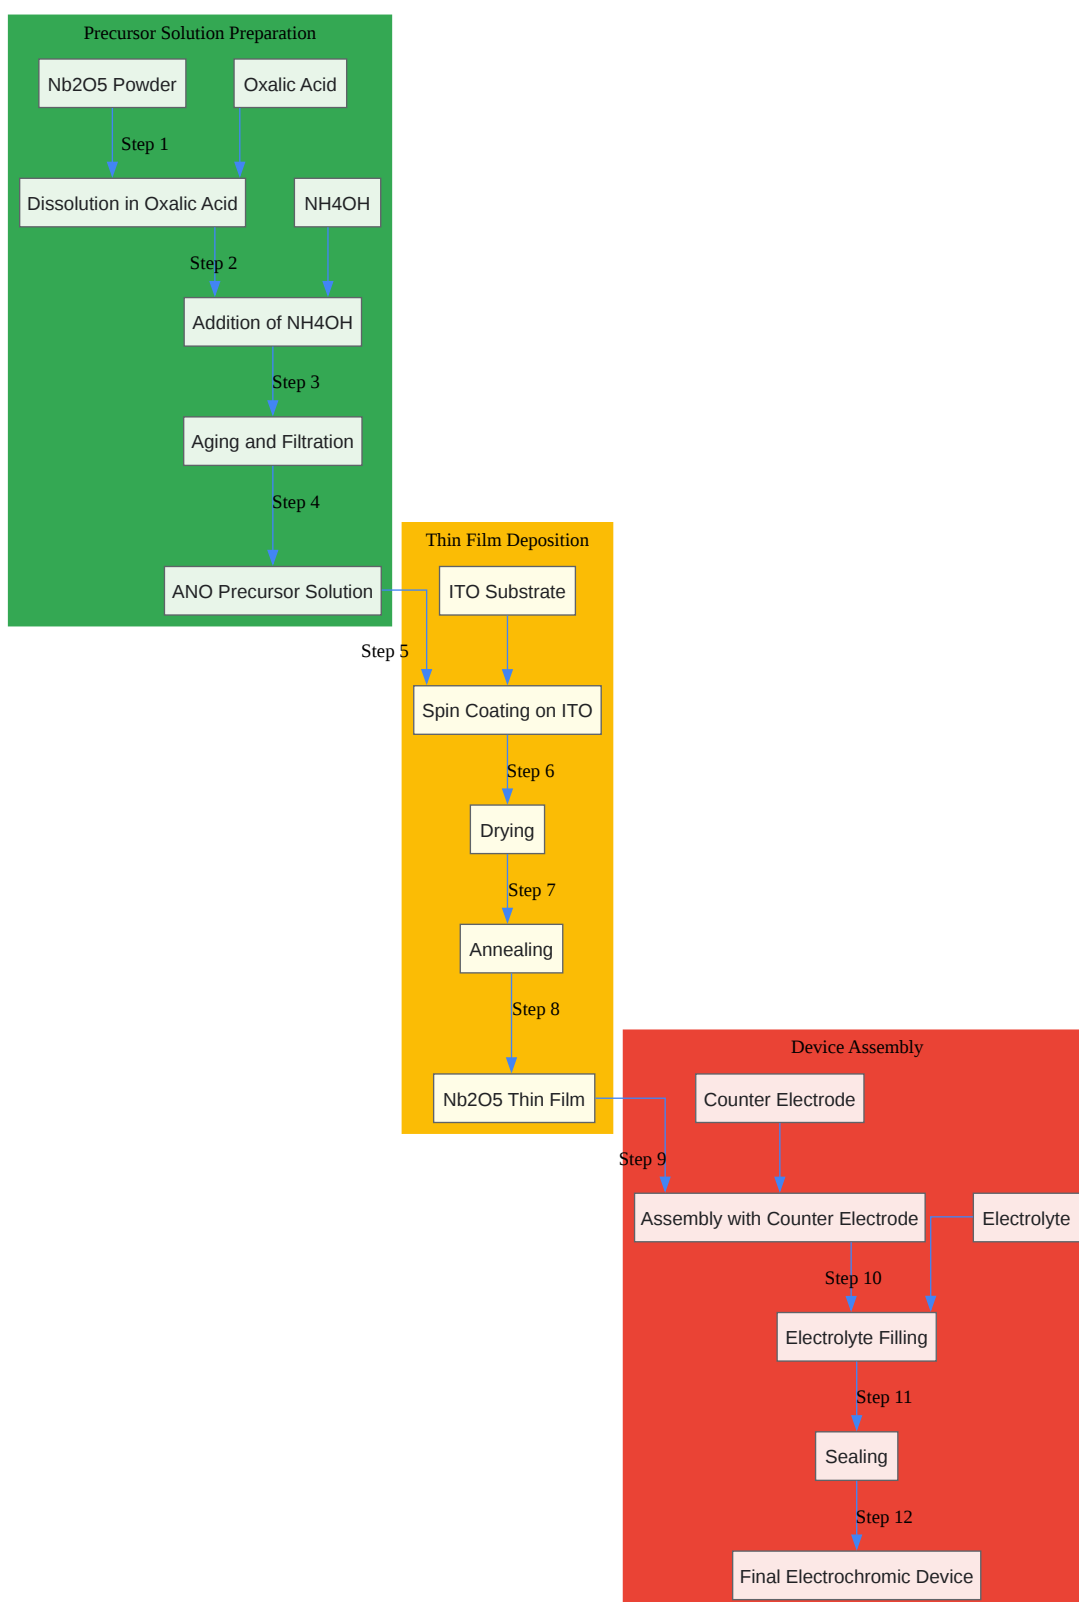 Precursor Solution Preparation
Nb2O5 Powder
Oxalic Acid
Step 1
Dissolution in Oxalic Acid
NH4OH
Step 2
Addition of NH4OH
Step 3
Aging and Filtration
Step 4
ANO Precursor Solution
Thin Film Deposition
ITO Substrate
Step 5
Spin Coating on ITO
Step 6
Drying
Step 7
Annealing
Step 8
Nb2O5 Thin Film
Device Assembly
Counter Electrode
Step 9
Assembly with Counter Electrode
Electrolyte
Step 10
Electrolyte Filling
Step 11
Sealing
Step 12
Final Electrochromic Device